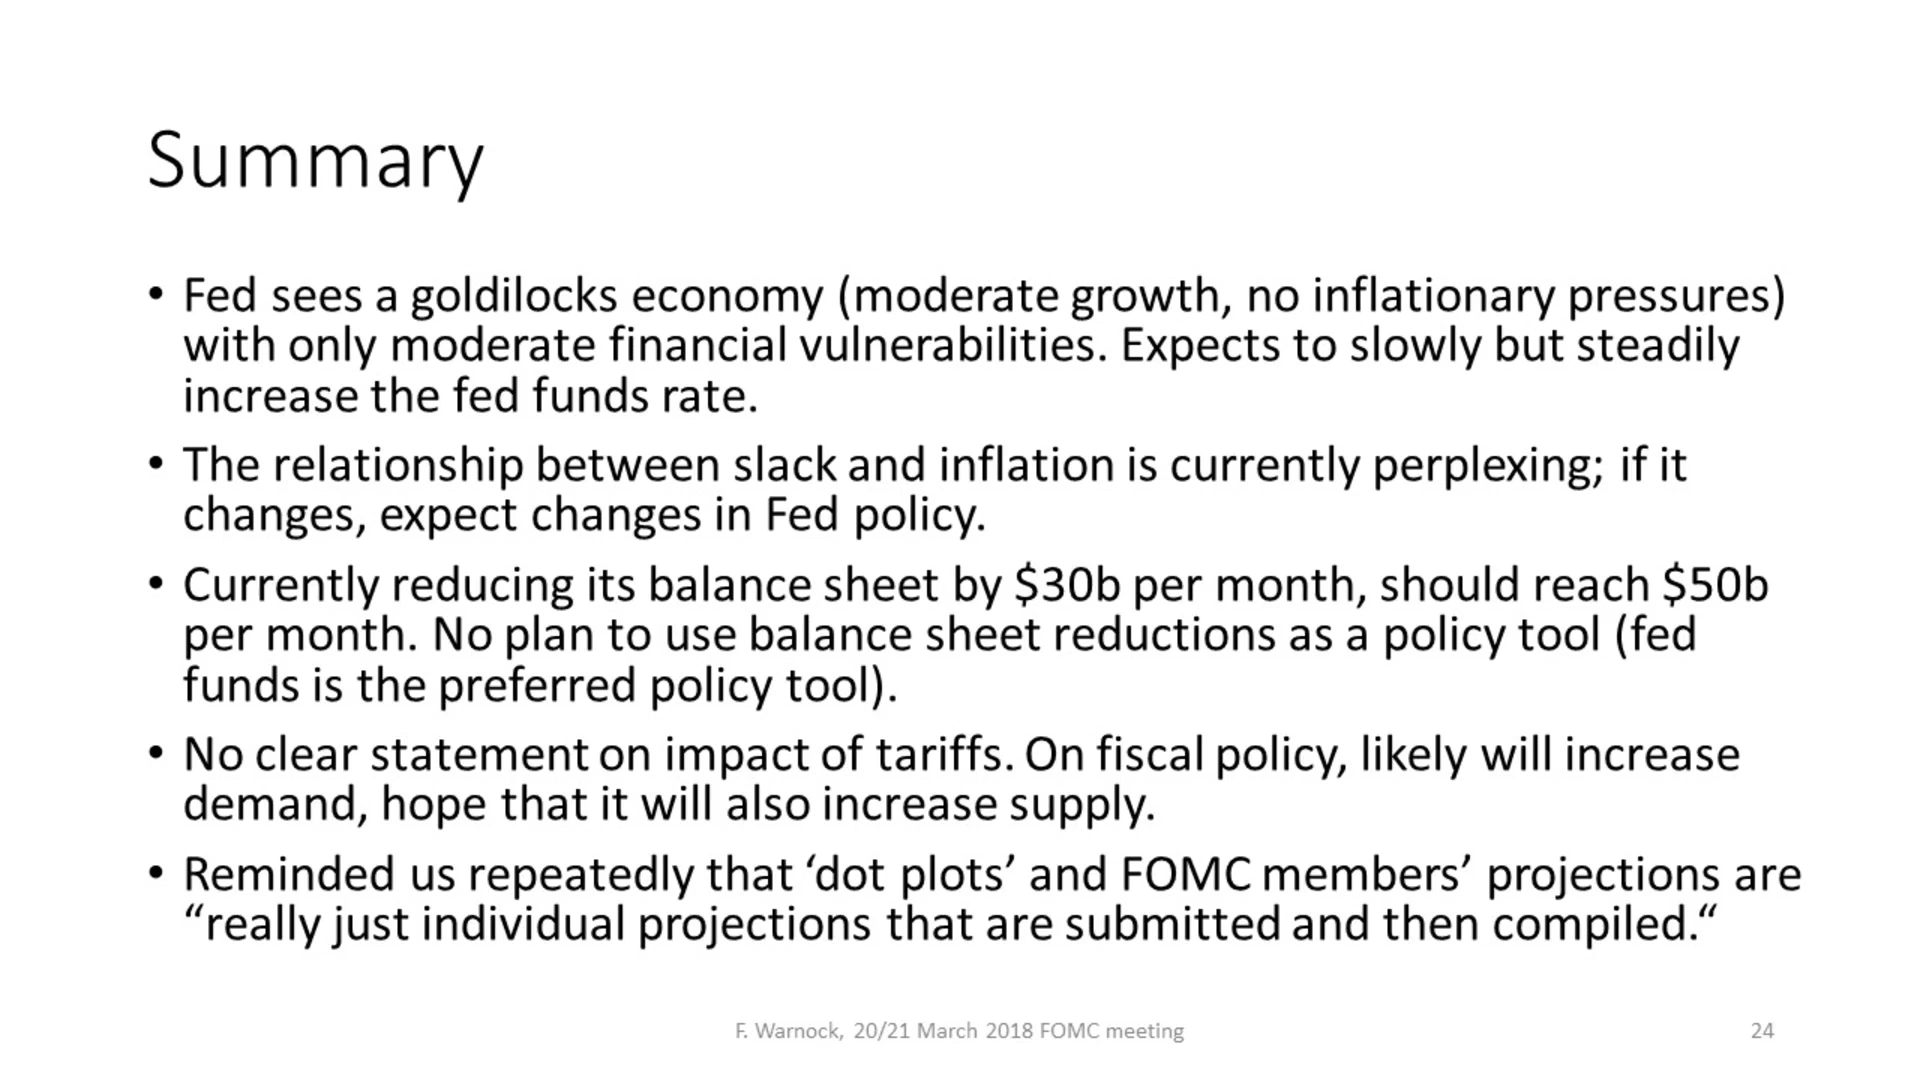 Summary
• Fed sees a goldilocks economy (moderate growth, no inflationary pressures)
with only moderate financial vulnerabilities. Expects to slowly but steadily
increase the fed funds rate.
• The relationship between slack and inflation is currently perplexing; if it
changes, expect changes in Fed policy.
• Currently reducing its balance sheet by $30b per month, should reach $50b
per month. No plan to use balance sheet reductions as a policy tool (fed
funds is the preferred policy tool).
• No clear statement on impact of tariffs. On fiscal policy, likely will increase
demand, hope that it will also increase supply.
• Reminded us repeatedly that ‘dot plots’ and FOMC members’ projections are
“really just individual projections that are submitted and then compiled.“
F. Warnock, 20/21 March 2018 FOMC meeting
24